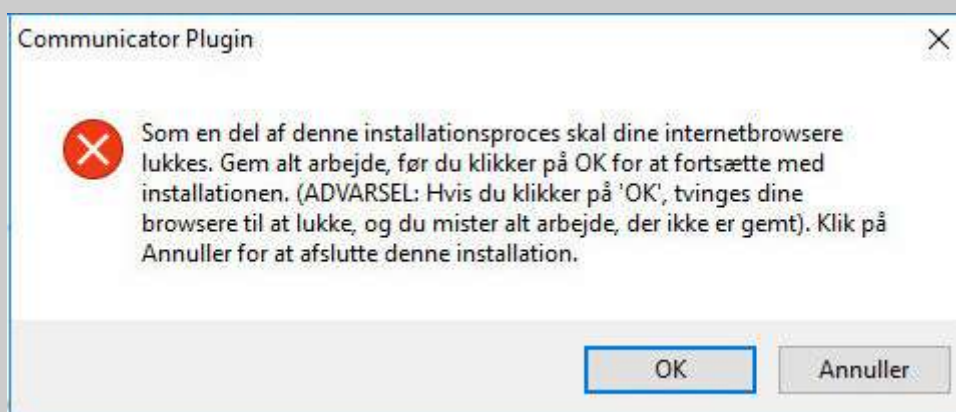 Communicator Plugin
Som en del af denne installationsproces skal dine internetbrowsere
lukkes. Gem alt arbejde, før du klikker på OK for at fortsætte med
installationen. (ADVARSEL: Hvis du klikker på 'OK', tvinges dine
browsere til at lukke, og du mister alt arbejde, der ikke er gemt). Klik på
Annuller for at afslutte denne installation.
OK
Annuller